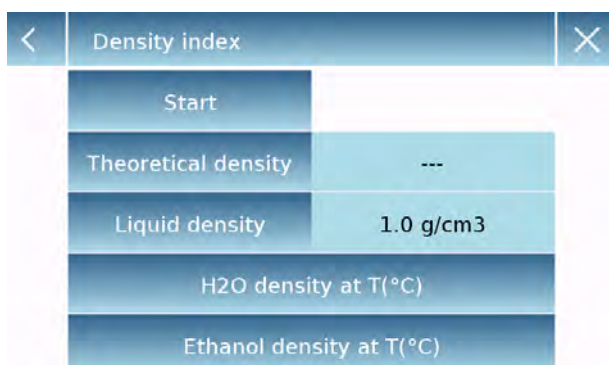 Density index
Start
Theoretical density ---
Liquid density 1.0 g/cm3
H2O density at T(°C)
Ethanol density at T(°C)